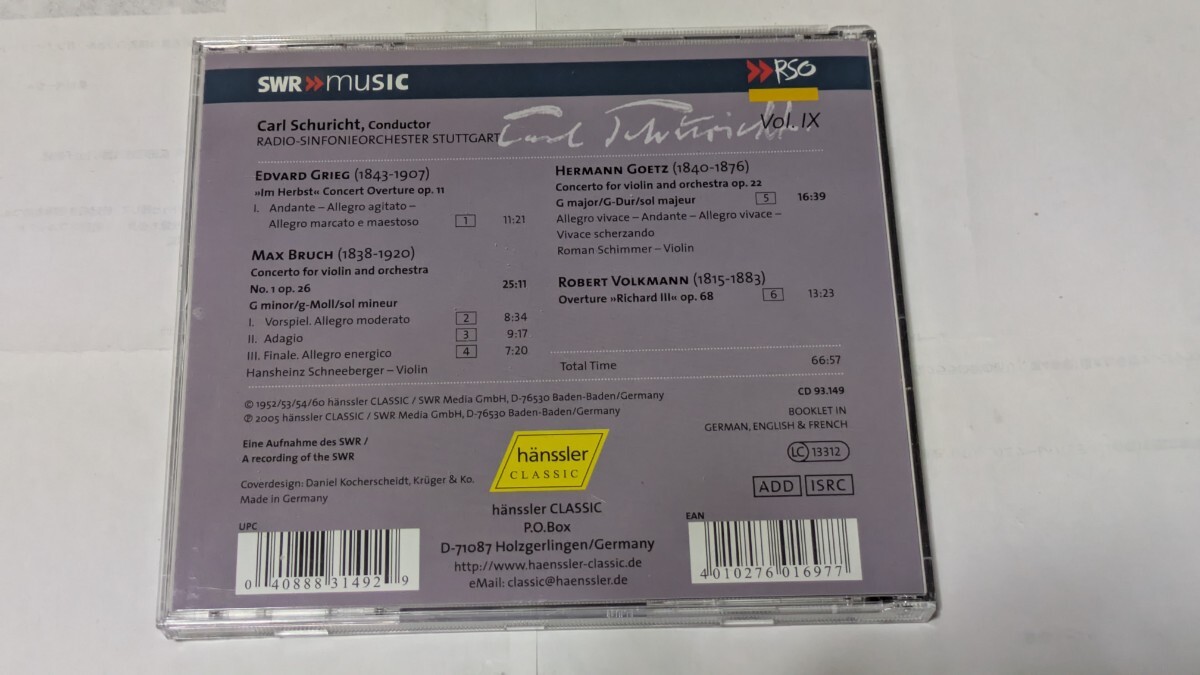 SWR»music
RSO
Carl Schuricht
Vol. IX
Carl Schuricht, Conductor
RADIO-SINFONIEORCHESTER STUTTGART
EDVARD GRIEG (1843-1907)
»Im Herbst« Concert Overture op. 11
I. Andante – Allegro agitato –
Allegro marcato e maestoso 1 11:21
MAX BRUCH (1838-1920)
Concerto for violin and orchestra
No. 1 op. 26 25:11
G minor/g-Moll/sol mineur
I. Vorspiel. Allegro moderato 2 8:34
II. Adagio 3 9:17
III. Finale. Allegro energico 4 7:20
Hansheinz Schneeberger – Violin
HERMANN GOETZ (1840-1876)
Concerto for violin and orchestra op. 22
G major/G-Dur/sol majeur 5 16:39
Allegro vivace – Andante – Allegro vivace –
Vivace scherzando
Roman Schimmer – Violin
ROBERT VOLKMANN (1815-1883)
Overture »Richard III« op. 68 6 13:23
Total Time 66:57
© 1952/53/54/60 hänssler CLASSIC / SWR Media GmbH, D-76530 Baden-Baden/Germany
℗ 2005 hänssler CLASSIC / SWR Media GmbH, D-76530 Baden-Baden/Germany
Eine Aufnahme des SWR /
A recording of the SWR
Coverdesign: Daniel Kocherscheidt, Krüger & Ko.
Made in Germany
CD 93.149
BOOKLET IN
GERMAN, ENGLISH & FRENCH
LC 13312
ADD ISRC
hänssler
CLASSIC
hänssler CLASSIC
P.O.Box
D-71087 Holzgerlingen/Germany
http://www.haenssler-classic.de
eMail: classic@haenssler.de
UPC
0 40888 31492 9
EAN
4 010276 016977